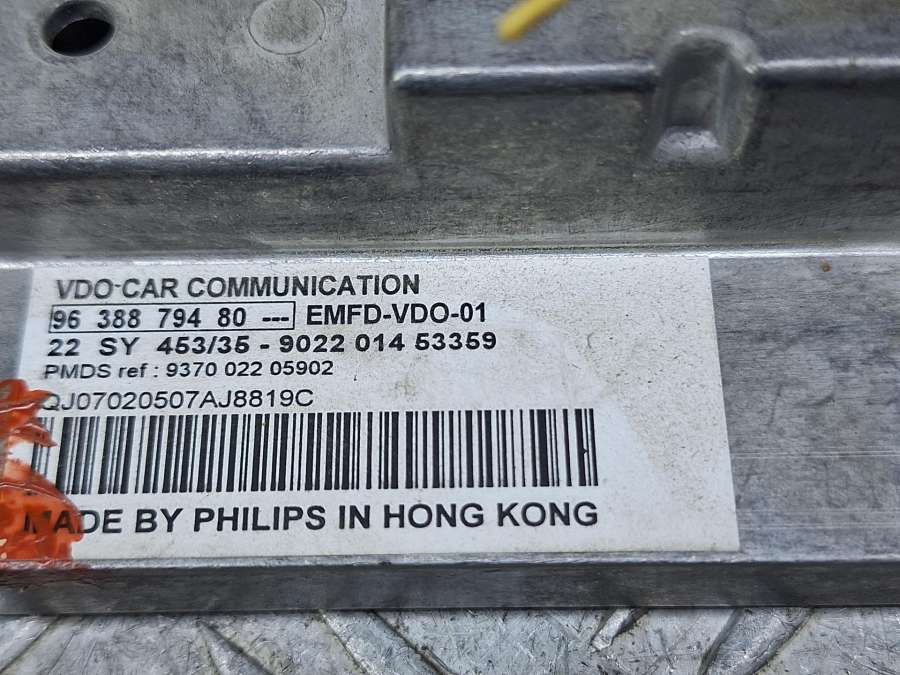 VDO-CAR COMMUNICATION
96 388 794 80 --- EMFD-VDO-01
22 SY 453/35 - 9022 014 53359
PMDS ref : 9370 022 05902
QJ07020507AJ8819C
MADE BY PHILIPS IN HONG KONG